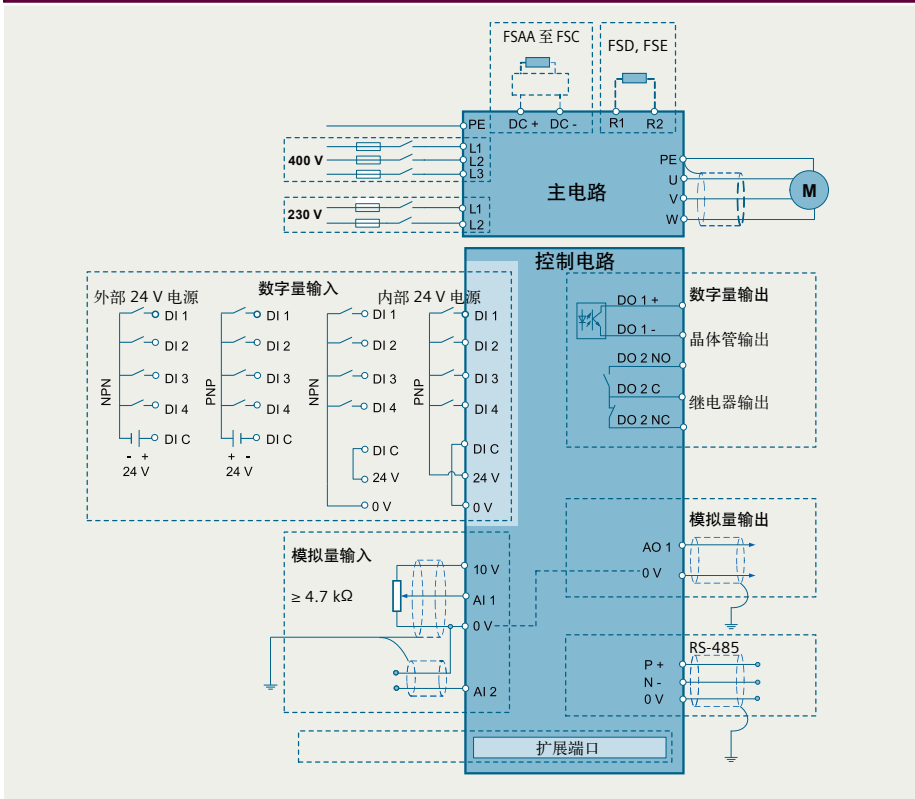 FSAA 至 FSC
FSD, FSE
PE
DC +
DC -
R1
R2
400 V
L1
L2
L3
230 V
L1
L2
主电路
PE
U
V
W
M
控制电路
外部 24 V 电源
数字量输入
内部 24 V 电源
NPN
DI 1
DI 2
DI 3
DI 4
DI C
- +
24 V
PNP
DI 1
DI 2
DI 3
DI 4
DI C
+ -
24 V
NPN
DI 1
DI 2
DI 3
DI 4
DI C
24 V
0 V
PNP
DI 1
DI 2
DI 3
DI 4
DI C
24 V
0 V
DO 1 +
DO 1 -
DO 2 NO
DO 2 C
DO 2 NC
数字量输出
晶体管输出
继电器输出
模拟量输入
≥ 4.7 kΩ
10 V
AI 1
0 V
AI 2
模拟量输出
AO 1
0 V
RS-485
P +
N -
0 V
扩展端口